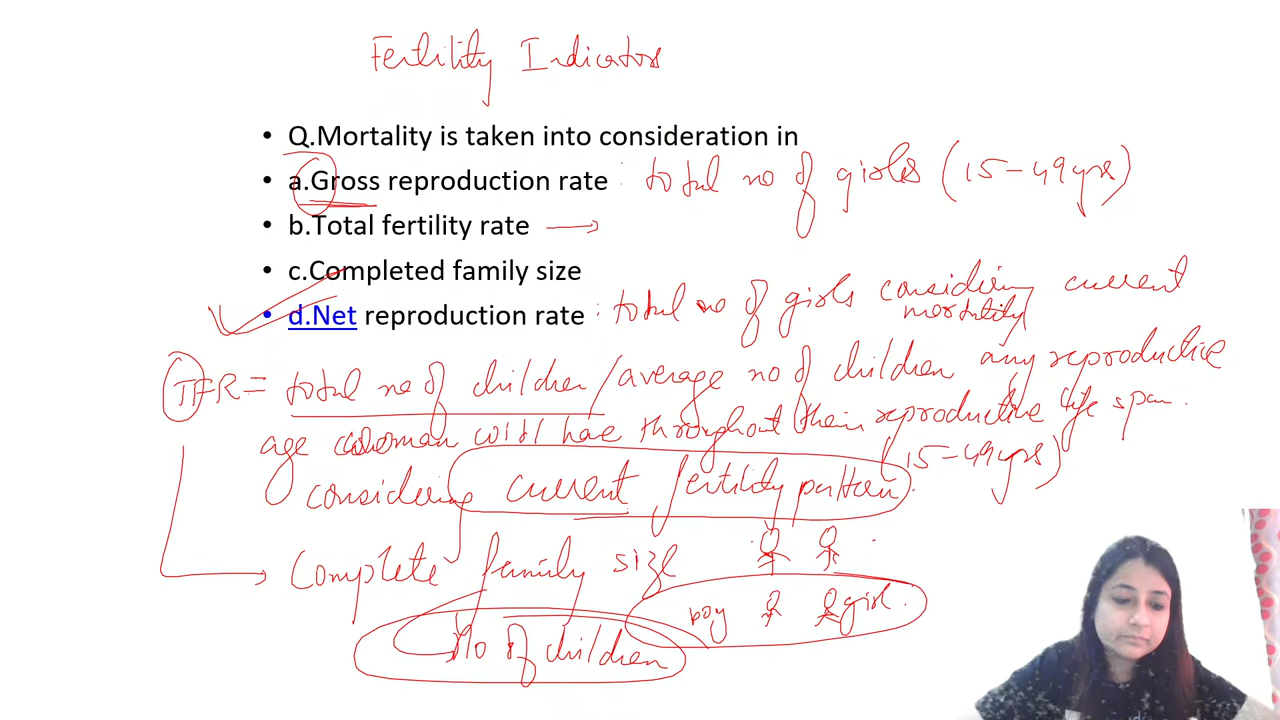 Fertility Indicators
• Q.Mortality is taken into consideration in
• a.Gross reproduction rate : total no of girls (15-49yrs)
• b.Total fertility rate →
• c.Completed family size
• d.Net reproduction rate : total no of girls considering current
mortality
TFR = total no of children/average no of children any reproductive
age woman will have throughout their reproductive life span.
(15-49yrs)
considering current fertility pattern.
Complete family size
boy girl.
no of children